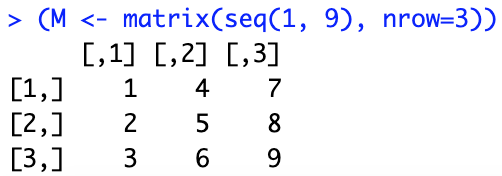 > (M <- matrix(seq(1, 9), nrow=3))
     [,1] [,2] [,3]
[1,]    1    4    7
[2,]    2    5    8
[3,]    3    6    9